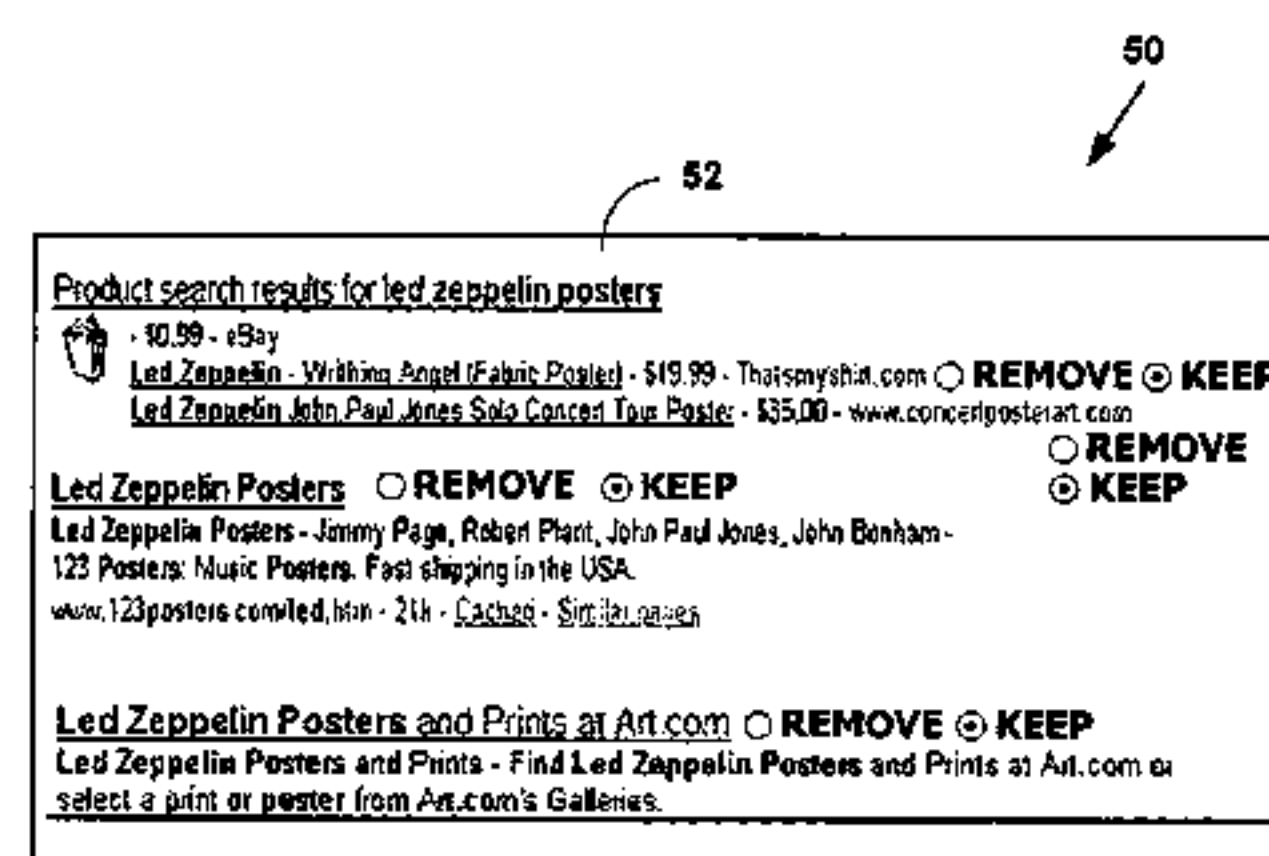 50
52
Product search results for led zeppelin posters
- $0.99 - eBay
Led Zeppelin - Writhing Angel (Fabric Poster) - $19.99 - Thatsmyshirt.com REMOVE KEEP
Led Zeppelin John Paul Jones Solo Concert Tour Poster - $35.00 - www.concertposterart.com
REMOVE
KEEP
Led Zeppelin Posters REMOVE KEEP
Led Zeppelin Posters - Jimmy Page, Robert Plant, John Paul Jones, John Bonham -
123 Posters: Music Posters. Fast shipping in the USA.
www.123posters.com/led.htm - 21k - Cached - Similar pages
Led Zeppelin Posters and Prints at Art.com REMOVE KEEP
Led Zeppelin Posters and Prints - Find Led Zeppelin Posters and Prints at Art.com or
select a print or poster from Art.com's Galleries.